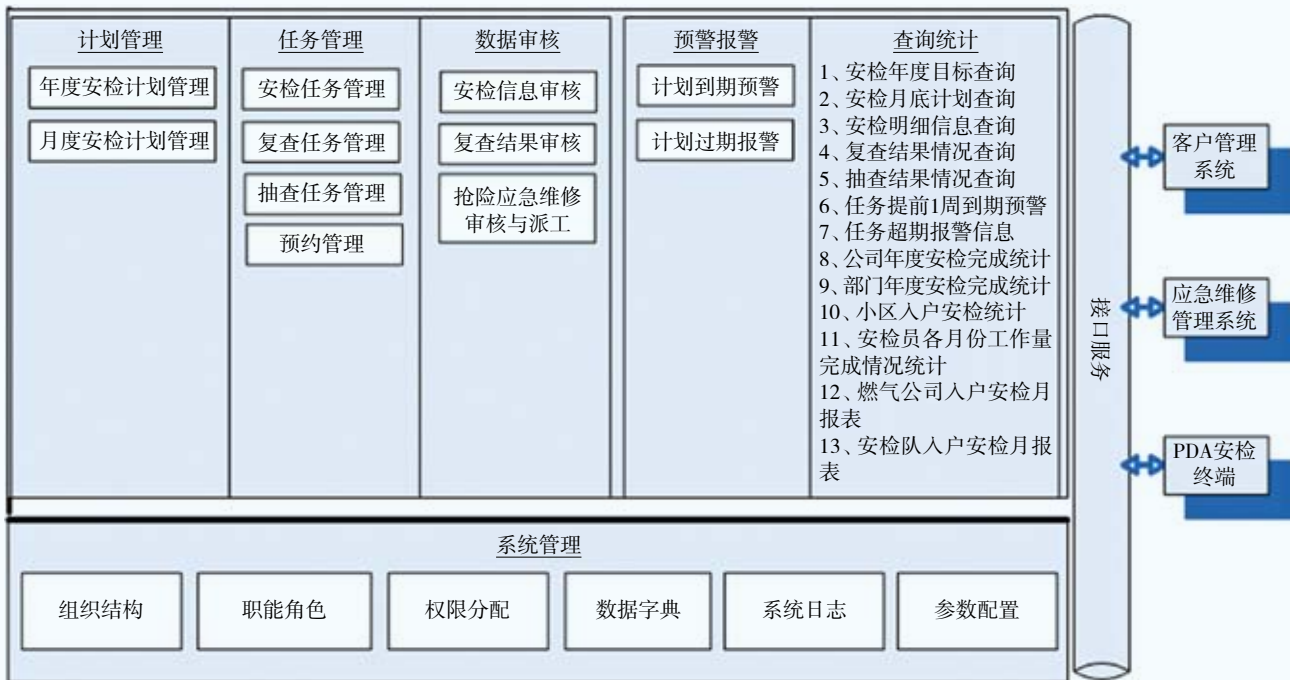 计划管理
年度安检计划管理
月度安检计划管理
任务管理
安检任务管理
复查任务管理
抽查任务管理
预约管理
数据审核
安检信息审核
复查结果审核
抢险应急维修
审核与派工
预警报警
计划到期预警
计划过期报警
查询统计
1、安检年度目标查询
2、安检月底计划查询
3、安检明细信息查询
4、复查结果情况查询
5、抽查结果情况查询
6、任务提前1周到期预警
7、任务超期报警信息
8、公司年度安检完成统计
9、部门年度安检完成统计
10、小区入户安检统计
11、安检员各月份工作量
完成情况统计
12、燃气公司入户安检月
报表
13、安检队入户安检月报
表
接口服务
客户管理
系统
应急维修
管理系统
PDA安检
终端
系统管理
组织结构
职能角色
权限分配
数据字典
系统日志
参数配置